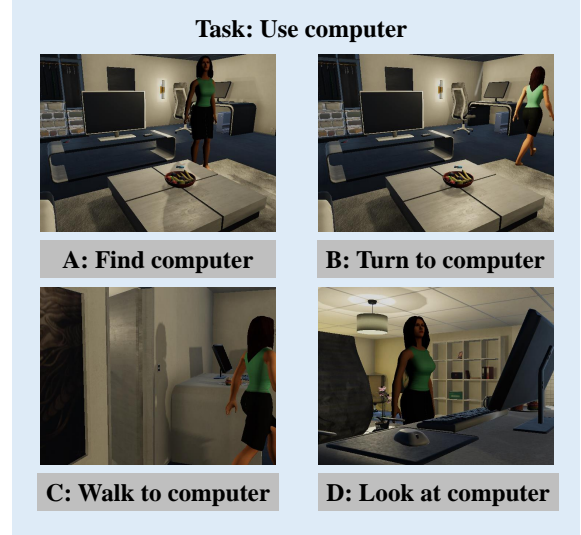 Task: Use computer
A: Find computer
B: Turn to computer
C: Walk to computer
D: Look at computer